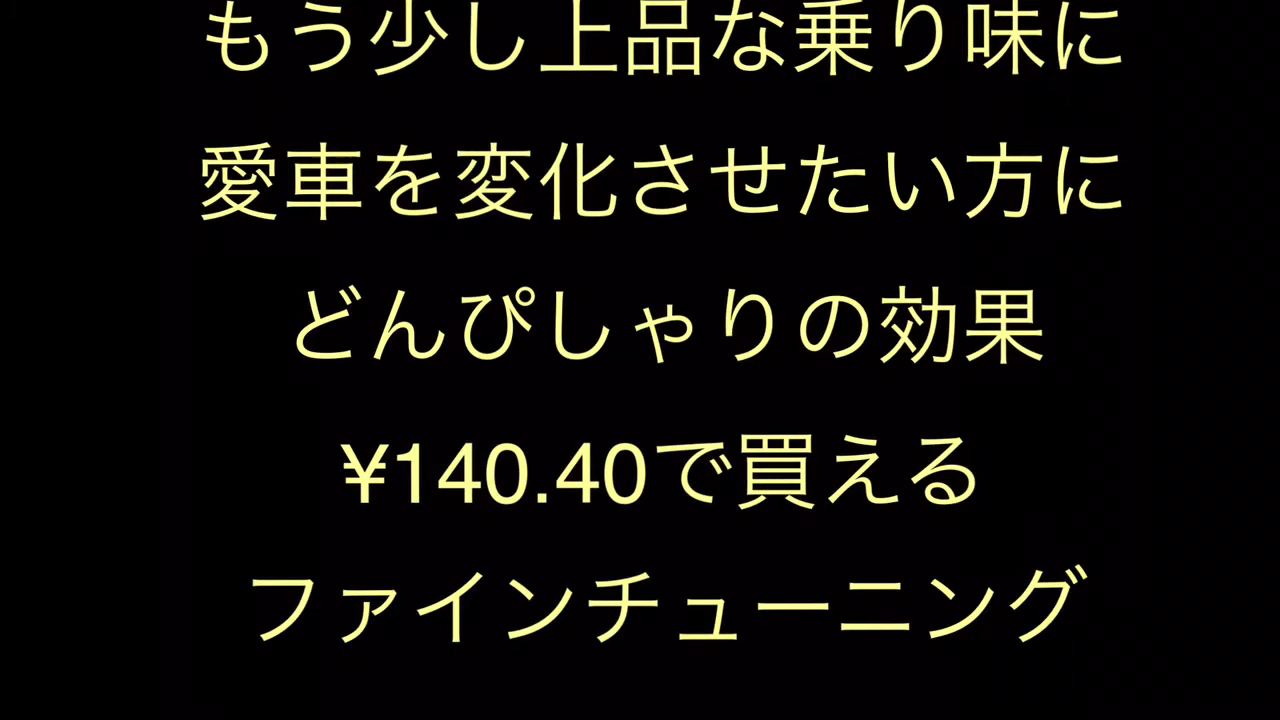 もう少し上品な乗り味に
愛車を変化させたい方に
どんぴしゃりの効果
¥140.40で買える
ファインチューニング